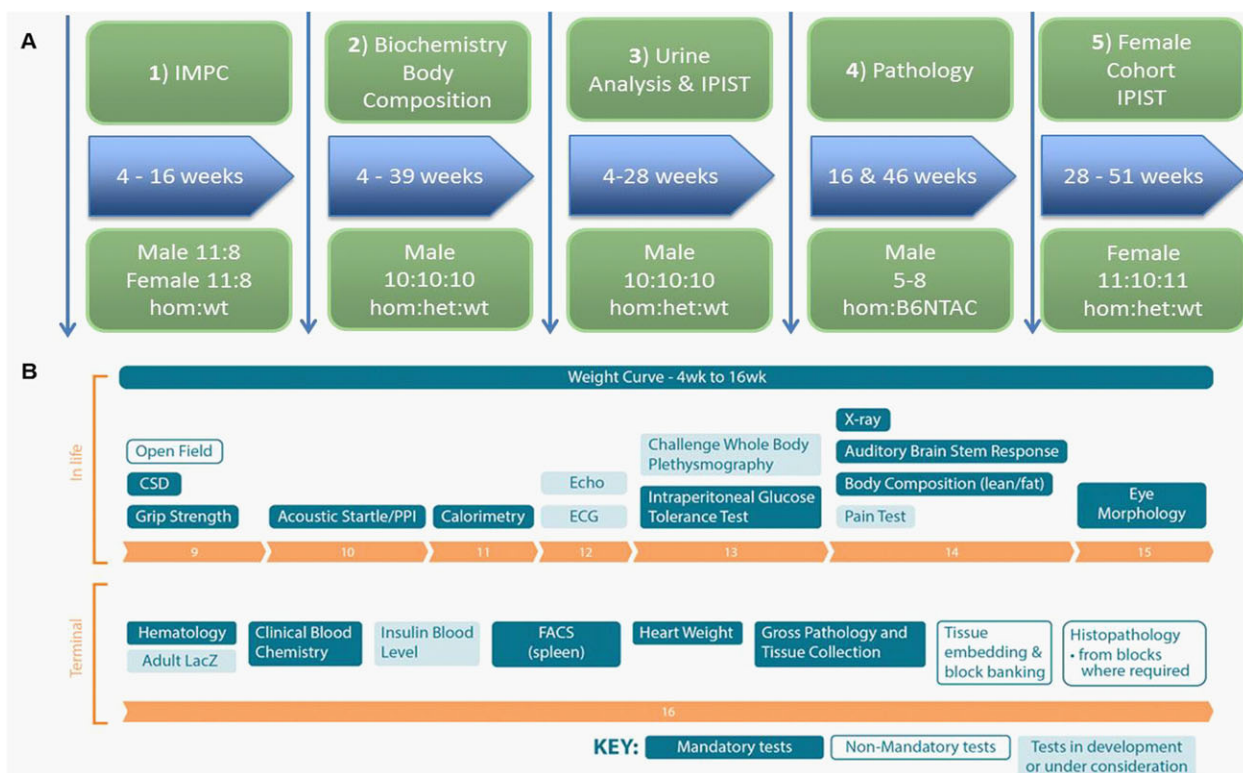 A
1) IMPC
2) Biochemistry
Body
Composition
3) Urine
Analysis & IPIST
4) Pathology
5) Female
Cohort
IPIST
4 - 16 weeks
4 - 39 weeks
4-28 weeks
16 & 46 weeks
28 - 51 weeks
Male 11:8
Female 11:8
hom:wt
Male
10:10:10
hom:het:wt
Male
10:10:10
hom:het:wt
Male
5-8
hom:B6NTAC
Female
11:10:11
hom:het:wt
B
In life
Weight Curve - 4wk to 16wk
Open Field
CSD
Grip Strength
Acoustic Startle/PPI
Calorimetry
Echo
ECG
Challenge Whole Body
Plethysmography
Intraperitoneal Glucose
Tolerance Test
X-ray
Auditory Brain Stem Response
Body Composition (lean/fat)
Pain Test
Eye
Morphology
9
10
11
12
13
14
15
Terminal
Hematology
Adult LacZ
Clinical Blood
Chemistry
Insulin Blood
Level
FACS
(spleen)
Heart Weight
Gross Pathology and
Tissue Collection
Tissue
embedding &
block banking
Histopathology
• from blocks
where required
16
KEY:
Mandatory tests
Non-Mandatory tests
Tests in development
or under consideration